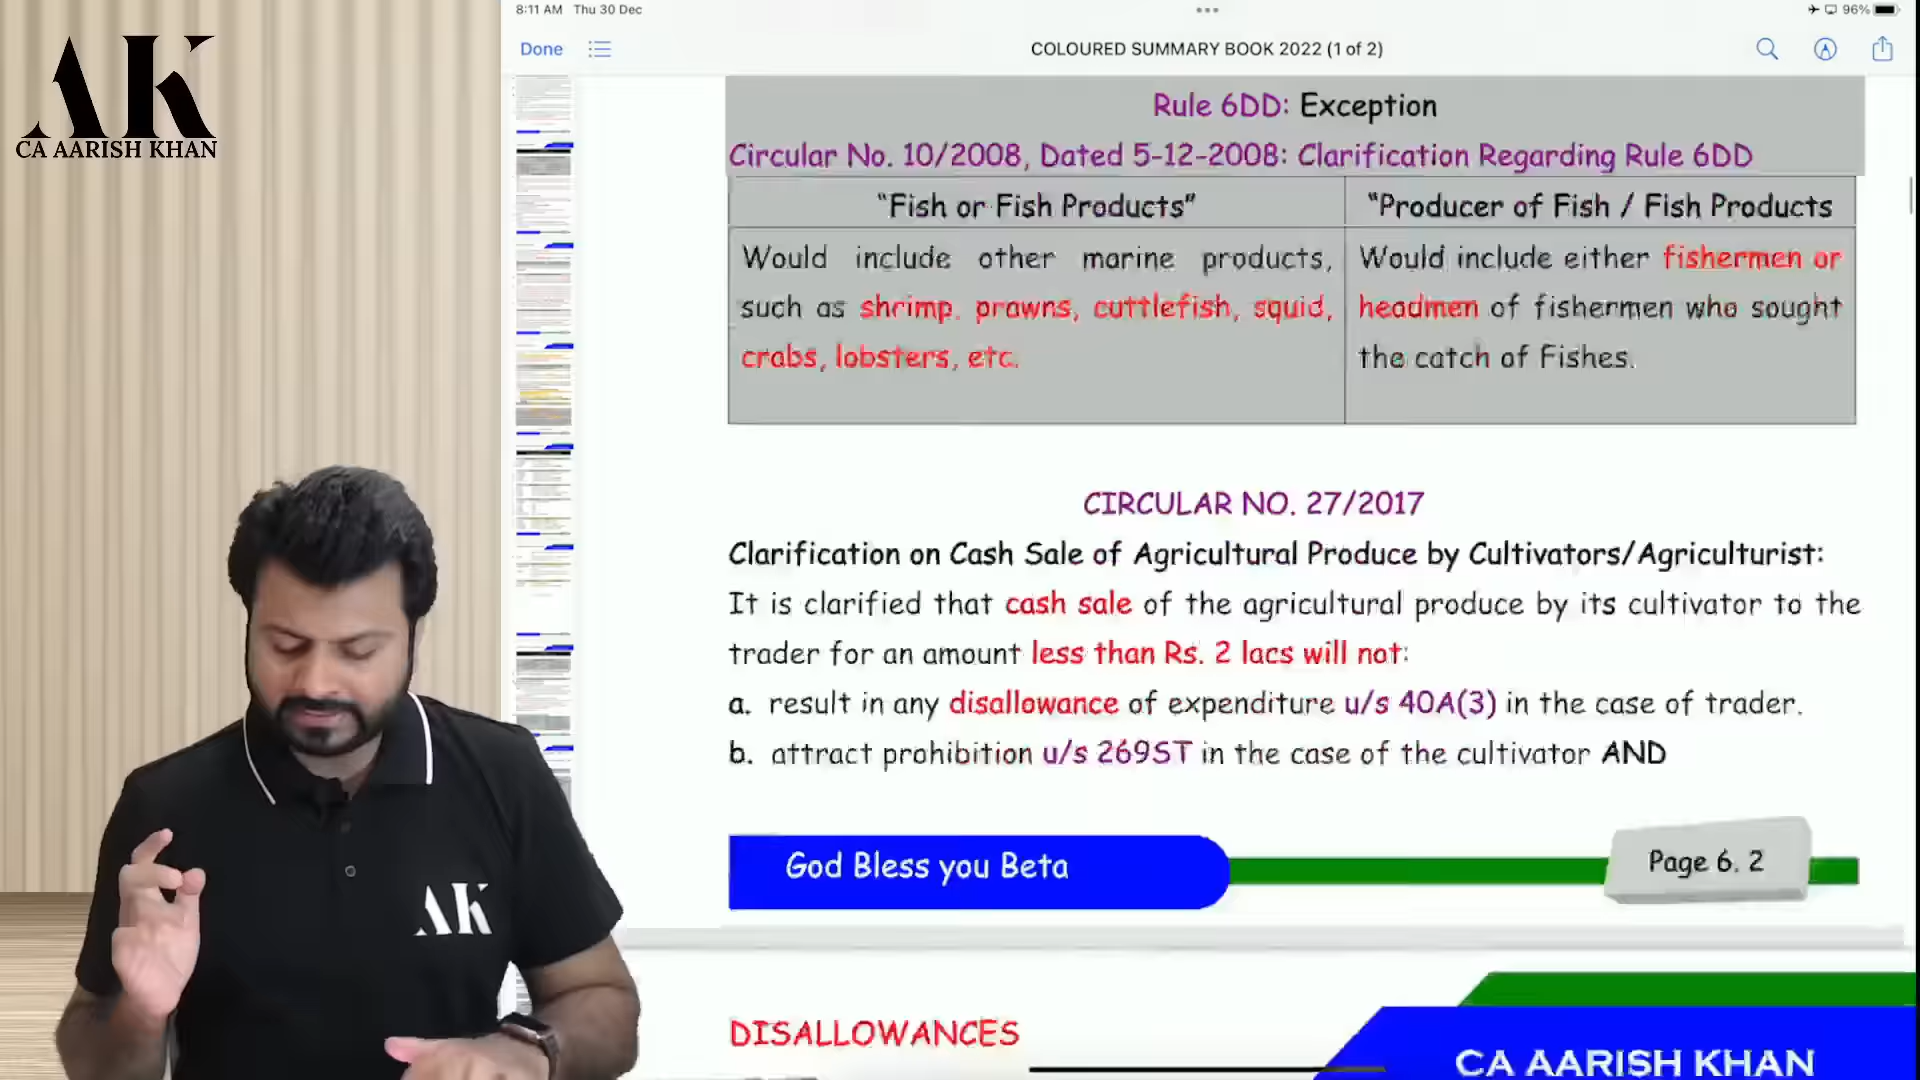 8:11 AM Thu 30 Dec
96%
AK
CA AARISH KHAN
Done
COLOURED SUMMARY BOOK 2022 (1 of 2)
Rule 6DD: Exception
Circular No. 10/2008, Dated 5-12-2008: Clarification Regarding Rule 6DD
“Fish or Fish Products”
Would include other marine products,
such as shrimp, prawns, cuttlefish, squid,
crabs, lobsters, etc.
“Producer of Fish / Fish Products
Would include either fishermen or
headmen of fishermen who sought
the catch of Fishes.
CIRCULAR NO. 27/2017
Clarification on Cash Sale of Agricultural Produce by Cultivators/Agriculturist:
It is clarified that cash sale of the agricultural produce by its cultivator to the
trader for an amount less than Rs. 2 lacs will not:
a. result in any disallowance of expenditure u/s 40A(3) in the case of trader.
b. attract prohibition u/s 269ST in the case of the cultivator AND
God Bless you Beta
Page 6. 2
AK
DISALLOWANCES
CA AARISH KHAN